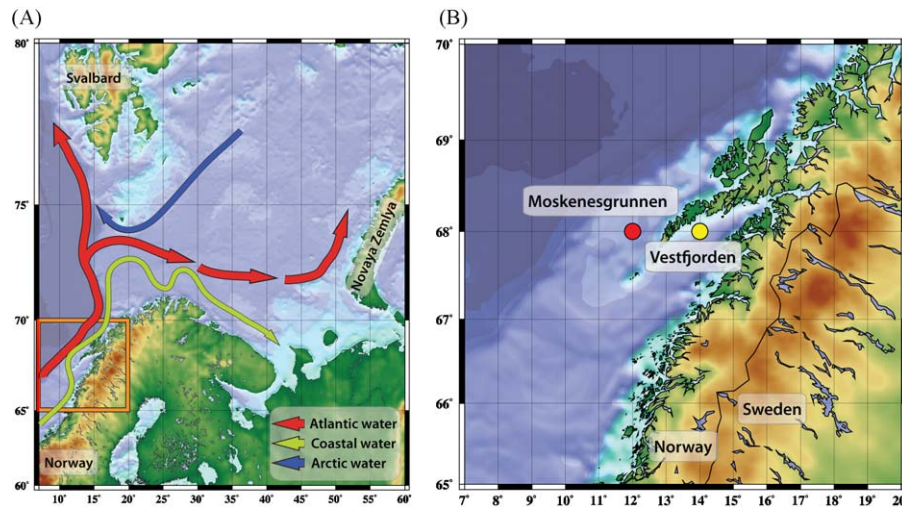 (A)
80°
75°
70°
65°
60°
10° 15° 20° 25° 30° 35° 40° 45° 50° 55° 60°
Svalbard
Novaya Zemlya
Norway
Atlantic water
Coastal water
Arctic water
(B)
70°
69°
68°
67°
66°
65°
7° 8° 9° 10° 11° 12° 13° 14° 15° 16° 17° 18° 19° 20
Moskenesgrunnen
Vestfjorden
Sweden
Norway